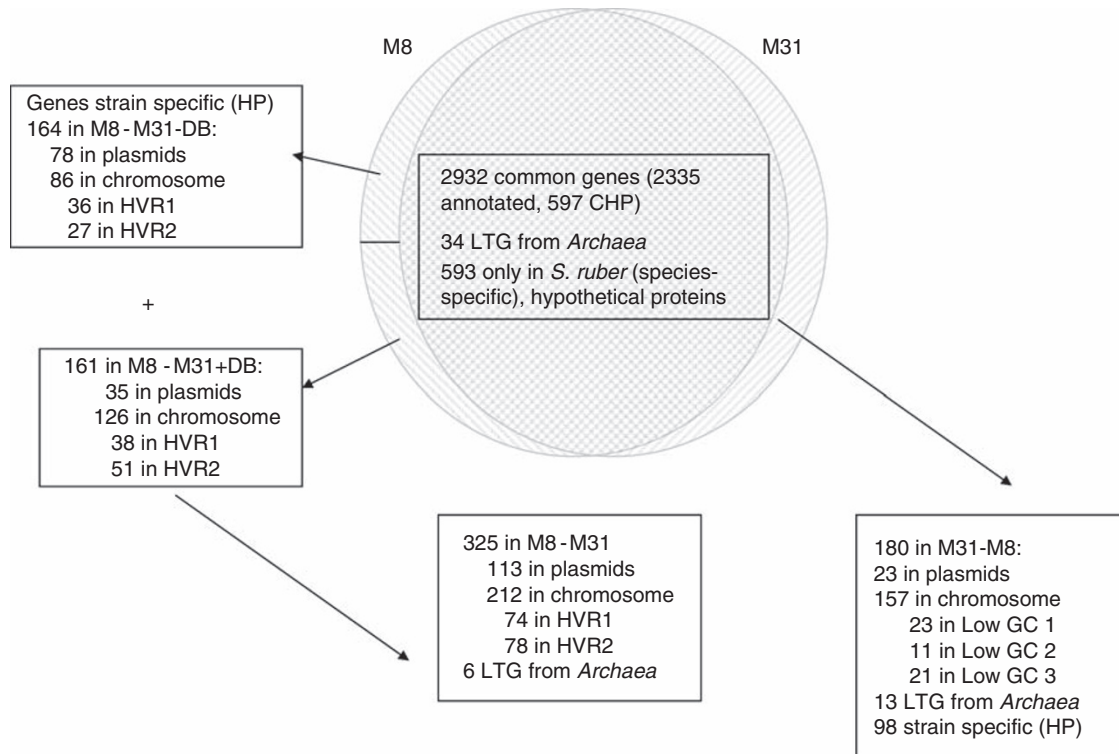 M8
M31
Genes strain specific (HP)
164 in M8 - M31-DB:
78 in plasmids
86 in chromosome
36 in HVR1
27 in HVR2
2932 common genes (2335
annotated, 597 CHP)
34 LTG from Archaea
593 only in S. ruber (species-
specific), hypothetical proteins
+
161 in M8 - M31+DB:
35 in plasmids
126 in chromosome
38 in HVR1
51 in HVR2
325 in M8 - M31
113 in plasmids
212 in chromosome
74 in HVR1
78 in HVR2
6 LTG from Archaea
180 in M31-M8:
23 in plasmids
157 in chromosome
23 in Low GC 1
11 in Low GC 2
21 in Low GC 3
13 LTG from Archaea
98 strain specific (HP)